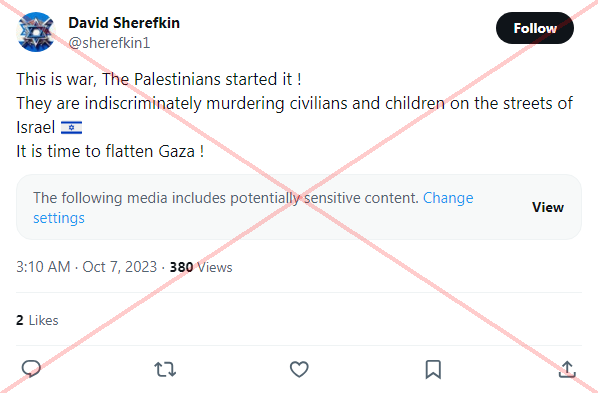 David Sherefkin
@sherefkin1
Follow
This is war, The Palestinians started it !
They are indiscriminately murdering civilians and children on the streets of
Israel 🇮🇱
It is time to flatten Gaza !
The following media includes potentially sensitive content. Change
settings
View
3:10 AM · Oct 7, 2023 · 380 Views
2 Likes